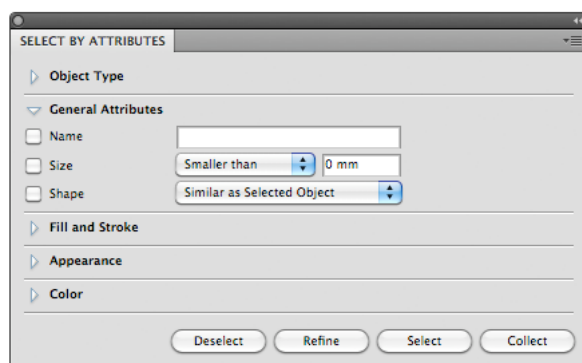 SELECT BY ATTRIBUTES
Object Type
General Attributes
Name
Size Smaller than 0 mm
Shape Similar as Selected Object
Fill and Stroke
Appearance
Color
Deselect Refine Select Collect